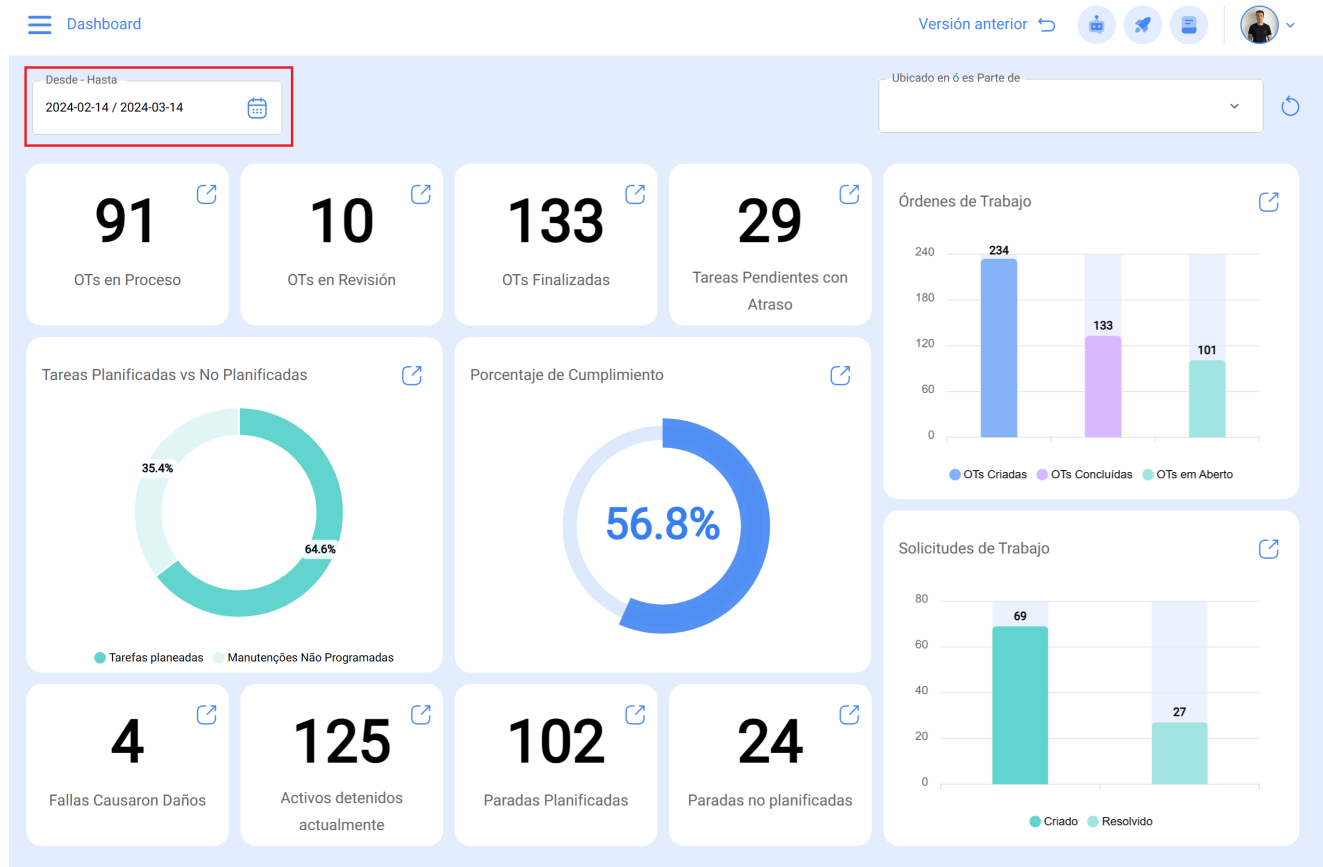 Dashboard
Versión anterior
Desde - Hasta
2024-02-14 / 2024-03-14
Ubicado en ó es Parte de
91
OTs en Proceso
10
OTs en Revisión
133
OTs Finalizadas
29
Tareas Pendientes con
Atraso
Órdenes de Trabajo
240
180
120
60
0
234
133
101
OTs Criadas
OTs Concluídas
OTs em Aberto
Tareas Planificadas vs No Planificadas
35.4%
64.6%
Tarefas planeadas
Manutenções Não Programadas
Porcentaje de Cumplimiento
56.8%
Solicitudes de Trabajo
80
60
40
20
0
69
27
Criado
Resolvido
4
Fallas Causaron Daños
125
Activos detenidos
actualmente
102
Paradas Planificadas
24
Paradas no planificadas